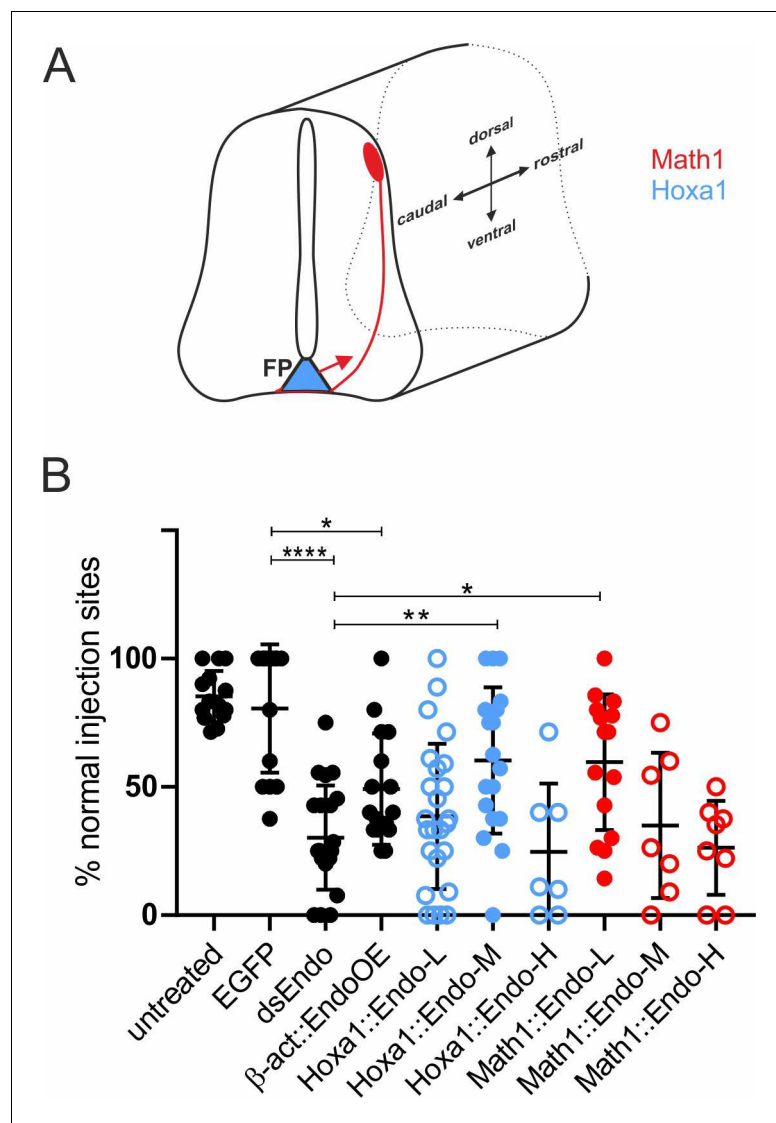 A
dorsal
rostral
caudal
ventral
Math1
Hoxa1
FP
B
*
****
*
**
% normal injection sites
100
50
0
untreated
EGFP
dsEndo
β-act::EndoOE
Hoxa1::Endo-L
Hoxa1::Endo-M
Hoxa1::Endo-H
Math1::Endo-L
Math1::Endo-M
Math1::Endo-H